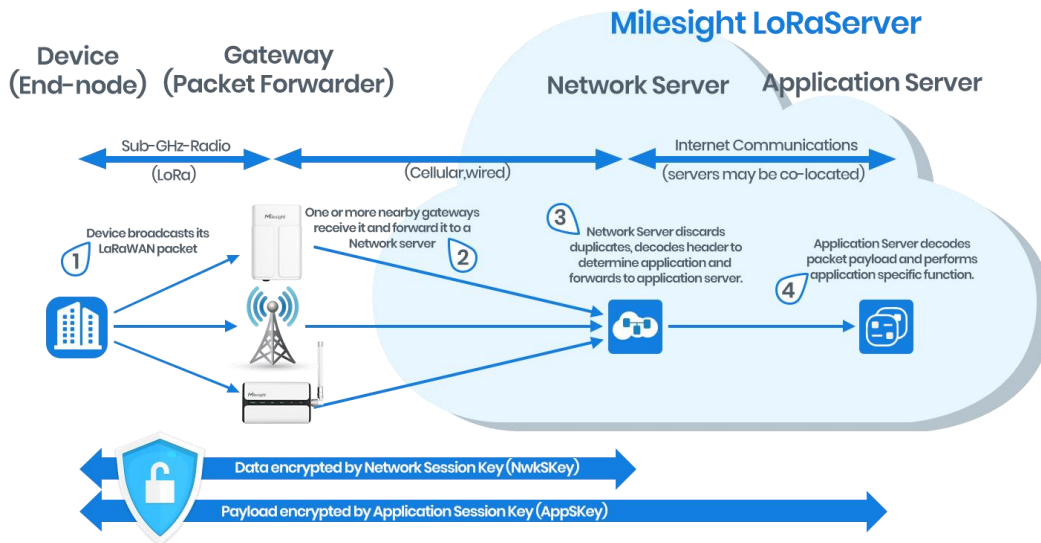 Milesight LoRaServer
Device
(End-node)
Gateway
(Packet Forwarder)
Network Server
Application Server
Sub-GHz-Radio
(LoRa)
(Cellular,wired)
Internet Communications
(servers may be co-located)
1
Device broadcasts its
LaRaWAN packet
Milesight
One or more nearby gateways
receive it and forward it to a
Network server
2
3
Network Server discards
duplicates, decodes header to
determine application and
forwards to application server.
4
Application Server decodes
packet payload and performs
application specific function.
Milesight
Data encrypted by Network Session Key (NwkSKey)
Payload encrypted by Application Session Key (AppSKey)